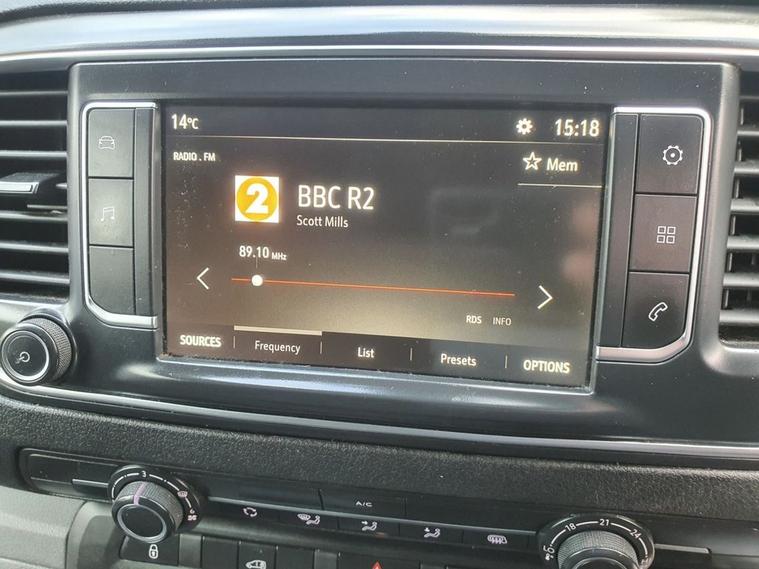 14°C
15:18
RADIO . FM
Mem
2
BBC R2
Scott Mills
89.10 MHz
RDS INFO
SOURCES Frequency List Presets OPTIONS
A/C
3
18 21 24